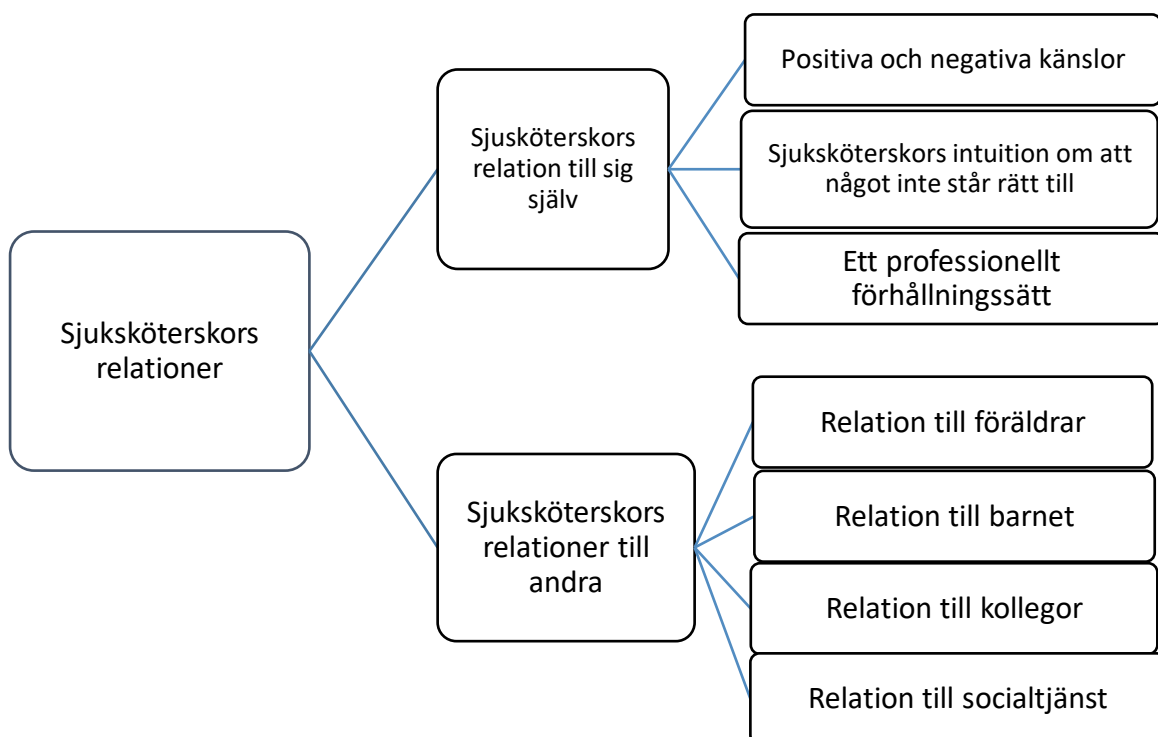 Sjuksköterskors
relationer
Sjusköterskors
relation till sig
själv
Positiva och negativa känslor
Sjuksköterskors intuition om att
något inte står rätt till
Ett professionellt
förhållningssätt
Sjuksköterskors
relationer till
andra
Relation till föräldrar
Relation till barnet
Relation till kollegor
Relation till socialtjänst